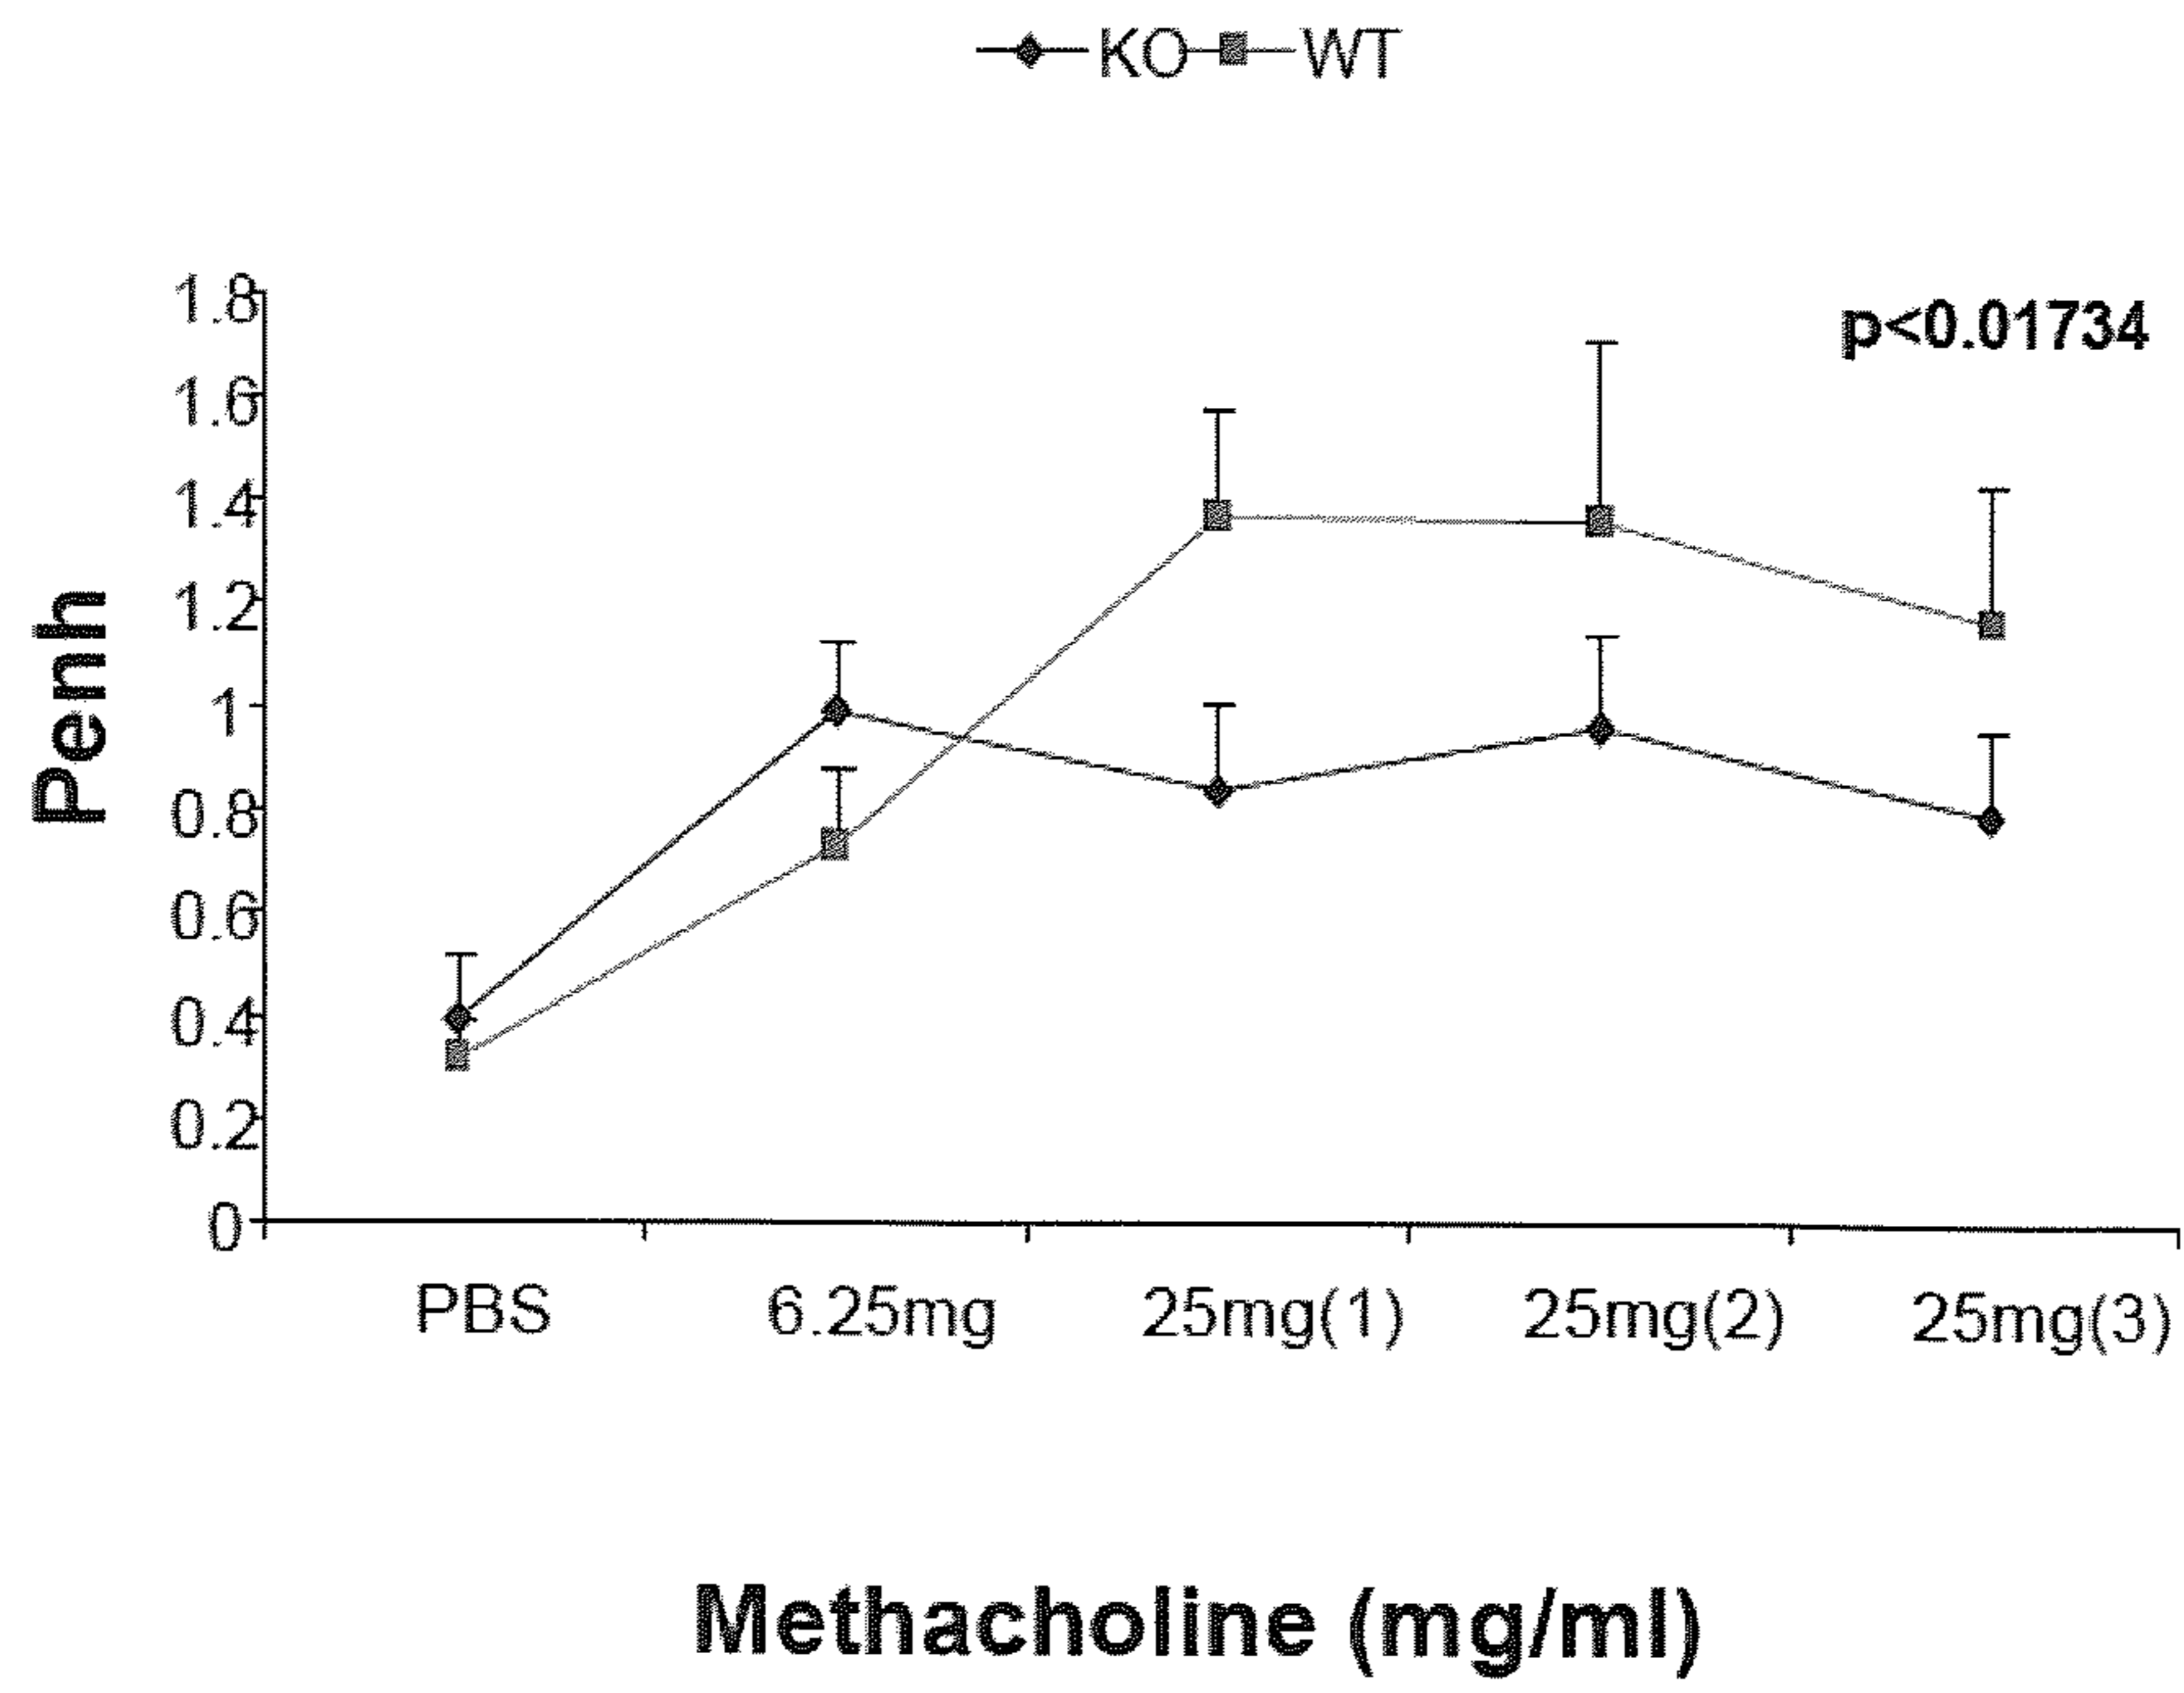 KO WT
p<0.01734
Penh
1.8
1.6
1.4
1.2
1
0.8
0.6
0.4
0.2
0
PBS 6.25mg 25mg(1) 25mg(2) 25mg(3)
Methacholine (mg/ml)